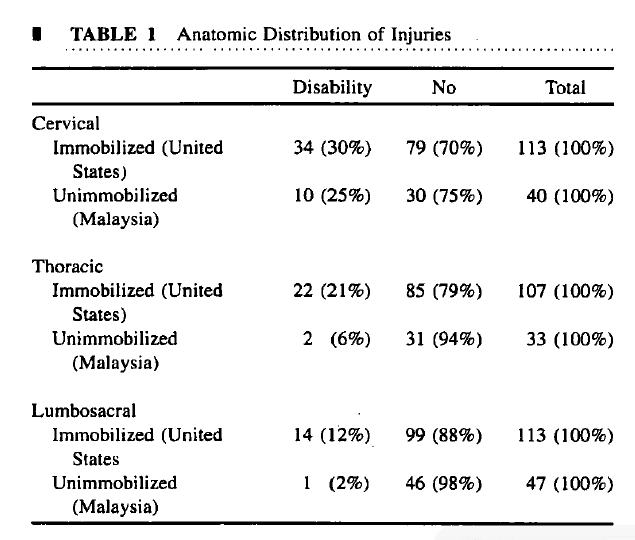 TABLE 1 Anatomic Distribution of Injuries
Disability No Total
Cervical
Immobilized (United 34 (30%) 79 (70%) 113 (100%)
States)
Unimmobilized 10 (25%) 30 (75%) 40 (100%)
(Malaysia)
Thoracic
Immobilized (United 22 (21%) 85 (79%) 107 (100%)
States)
Unimmobilized 2 (6%) 31 (94%) 33 (100%)
(Malaysia)
Lumbosacral
Immobilized (United 14 (12%) 99 (88%) 113 (100%)
States
Unimmobilized 1 (2%) 46 (98%) 47 (100%)
(Malaysia)